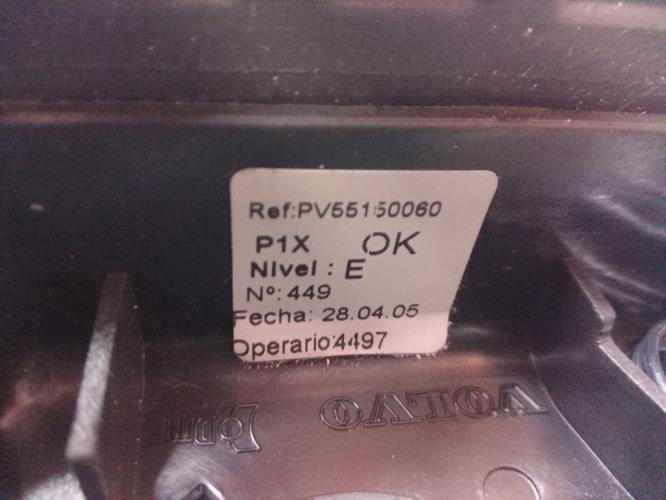 Ref:PV55150060
P1X OK
Nivel : E
Nº: 449
Fecha: 28.04.05
Operario:4497
VOLVO